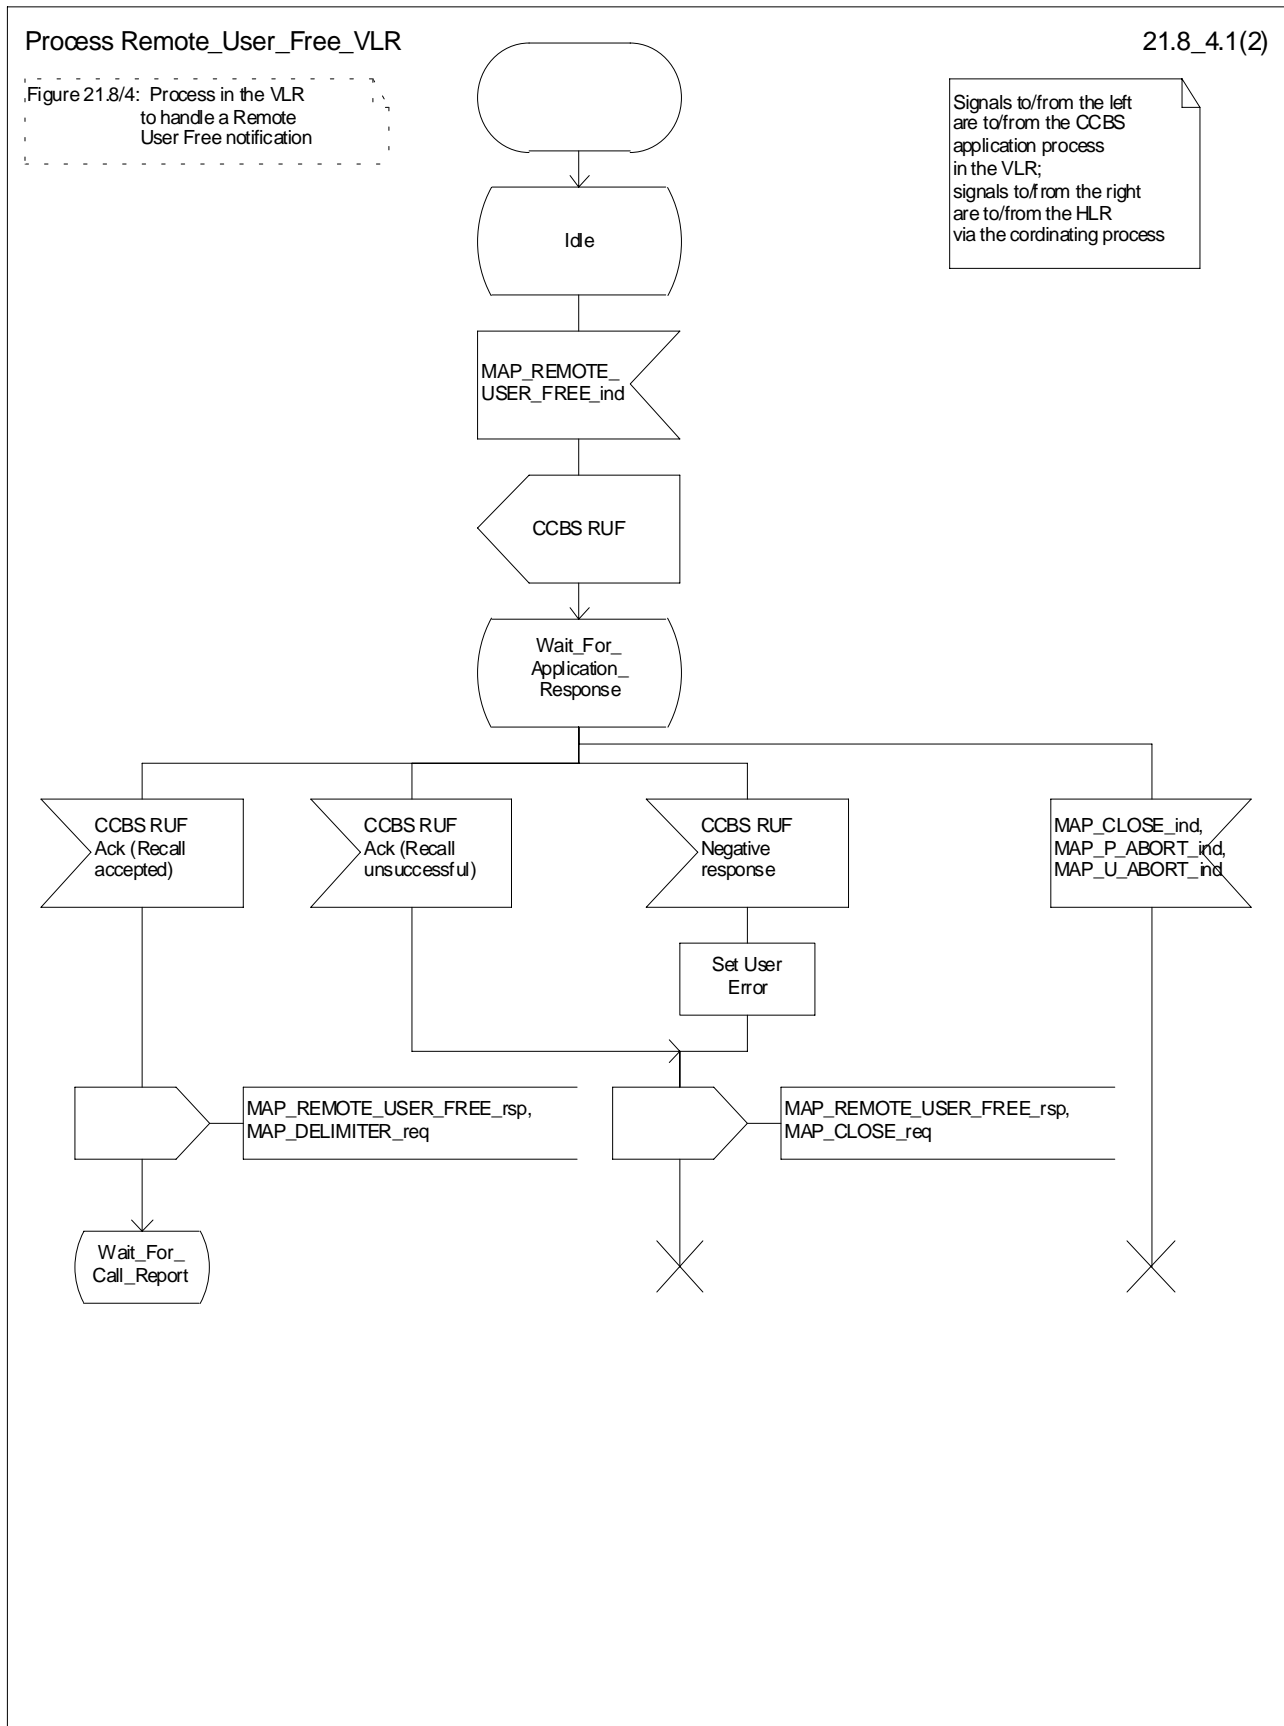 Process Remote_User_Free_VLR
21.8_4.1(2)
Figure 21.8/4: Process in the VLR
to handle a Remote
User Free notification
Signals to/from the left
are to/from the CCBS
application process
in the VLR;
signals to/from the right
are to/from the HLR
via the cordinating process
Idle
MAP_REMOTE_
USER_FREE_ind
CCBS RUF
Wait_For_
Application_
Response
CCBS RUF
Ack (Recall
accepted)
CCBS RUF
Ack (Recall
unsuccessful)
CCBS RUF
Negative
response
MAP_CLOSE_ind,
MAP_P_ABORT_ind,
MAP_U_ABORT_ind
Set User
Error
MAP_REMOTE_USER_FREE_rsp,
MAP_DELIMITER_req
MAP_REMOTE_USER_FREE_rsp,
MAP_CLOSE_req
Wait_For_
Call_Report